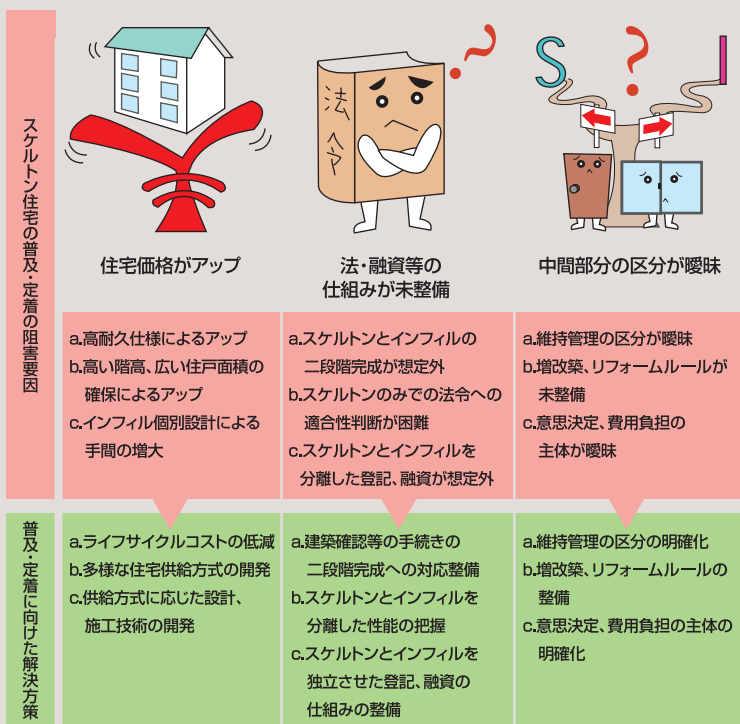 スケルトン住宅の普及・定着の阻害要因
法令
?
S
?
I
住宅価格がアップ
法・融資等の
仕組みが未整備
中間部分の区分が曖昧
a.高耐久仕様によるアップ
b.高い階高、広い住戸面積の
確保によるアップ
c.インフィル個別設計による
手間の増大
a.スケルトンとインフィルの
二段階完成が想定外
b.スケルトンのみでの法令への
適合性判断が困難
c.スケルトンとインフィルを
分離した登記、融資が想定外
a.維持管理の区分が曖昧
b.増改築、リフォームルールが
未整備
c.意思決定、費用負担の
主体が曖昧
普及・定着に向けた解決方策
a.ライフサイクルコストの低減
b.多様な住宅供給方式の開発
c.供給方式に応じた設計、
施工技術の開発
a.建築確認等の手続きの
二段階完成への対応整備
b.スケルトンとインフィルを
分離した性能の把握
c.スケルトンとインフィルを
独立させた登記、融資の
仕組みの整備
a.維持管理の区分の明確化
b.増改築、リフォームルールの
整備
c.意思決定、費用負担の主体の
明確化